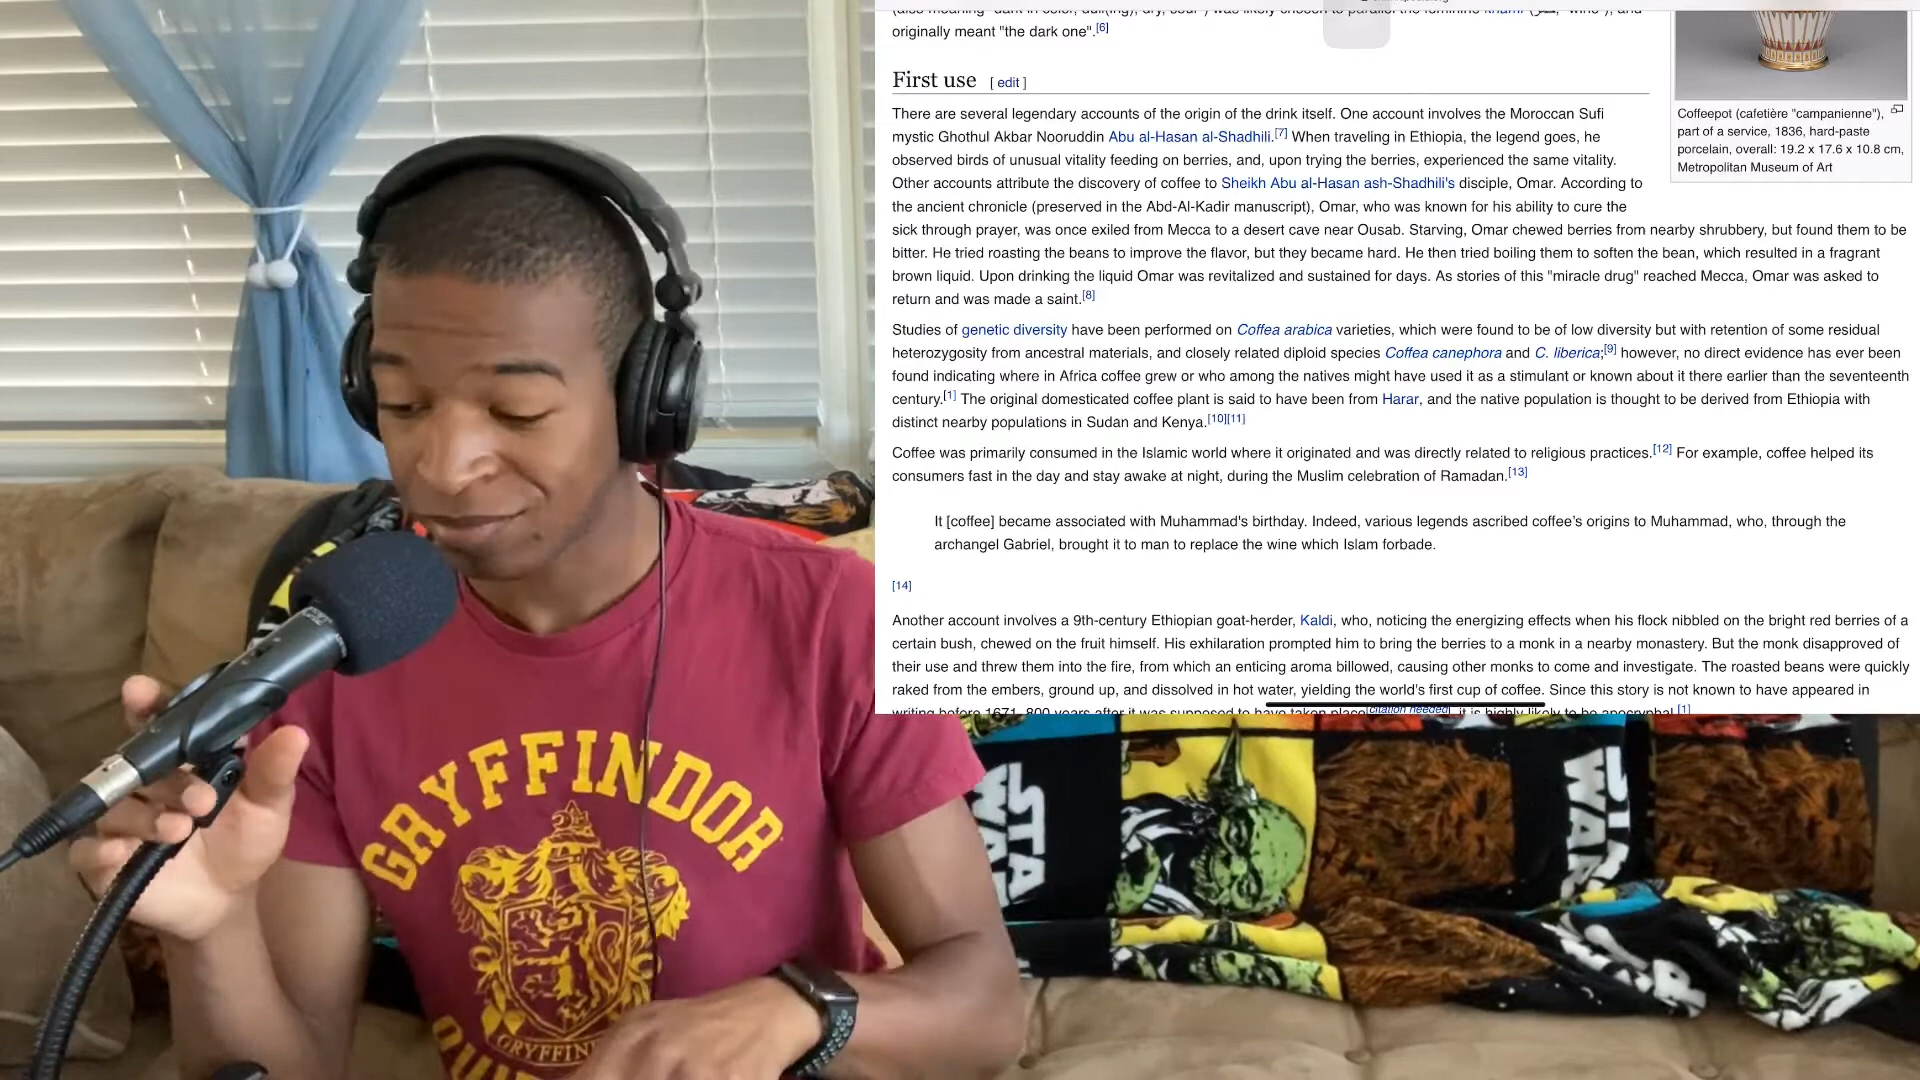 originally meant "the dark one".[6]
First use [ edit ]
There are several legendary accounts of the origin of the drink itself. One account involves the Moroccan Sufi
mystic Ghothul Akbar Nooruddin Abu al-Hasan al-Shadhili.[7] When traveling in Ethiopia, the legend goes, he
observed birds of unusual vitality feeding on berries, and, upon trying the berries, experienced the same vitality.
Other accounts attribute the discovery of coffee to Sheikh Abu al-Hasan ash-Shadhili's disciple, Omar. According to
the ancient chronicle (preserved in the Abd-Al-Kadir manuscript), Omar, who was known for his ability to cure the
sick through prayer, was once exiled from Mecca to a desert cave near Ousab. Starving, Omar chewed berries from nearby shrubbery, but found them to be
bitter. He tried roasting the beans to improve the flavor, but they became hard. He then tried boiling them to soften the bean, which resulted in a fragrant
brown liquid. Upon drinking the liquid Omar was revitalized and sustained for days. As stories of this "miracle drug" reached Mecca, Omar was asked to
return and was made a saint.[8]
Coffeepot (cafetière "campanienne"),
part of a service, 1836, hard-paste
porcelain, overall: 19.2 x 17.6 x 10.8 cm,
Metropolitan Museum of Art
Studies of genetic diversity have been performed on Coffea arabica varieties, which were found to be of low diversity but with retention of some residual
heterozygosity from ancestral materials, and closely related diploid species Coffea canephora and C. liberica;[9] however, no direct evidence has ever been
found indicating where in Africa coffee grew or who among the natives might have used it as a stimulant or known about it there earlier than the seventeenth
century.[1] The original domesticated coffee plant is said to have been from Harar, and the native population is thought to be derived from Ethiopia with
distinct nearby populations in Sudan and Kenya.[10][11]
Coffee was primarily consumed in the Islamic world where it originated and was directly related to religious practices.[12] For example, coffee helped its
consumers fast in the day and stay awake at night, during the Muslim celebration of Ramadan.[13]
It [coffee] became associated with Muhammad's birthday. Indeed, various legends ascribed coffee's origins to Muhammad, who, through the
archangel Gabriel, brought it to man to replace the wine which Islam forbade.
[14]
Another account involves a 9th-century Ethiopian goat-herder, Kaldi, who, noticing the energizing effects when his flock nibbled on the bright red berries of a
certain bush, chewed on the fruit himself. His exhilaration prompted him to bring the berries to a monk in a nearby monastery. But the monk disapproved of
their use and threw them into the fire, from which an enticing aroma billowed, causing other monks to come and investigate. The roasted beans were quickly
raked from the embers, ground up, and dissolved in hot water, yielding the world's first cup of coffee. Since this story is not known to have appeared in
writing before 1671, 800 years after it was supposed to have taken place[citation needed], it is highly likely to be apocryphal.[1]
GRYFFINDOR
STAR
WAR